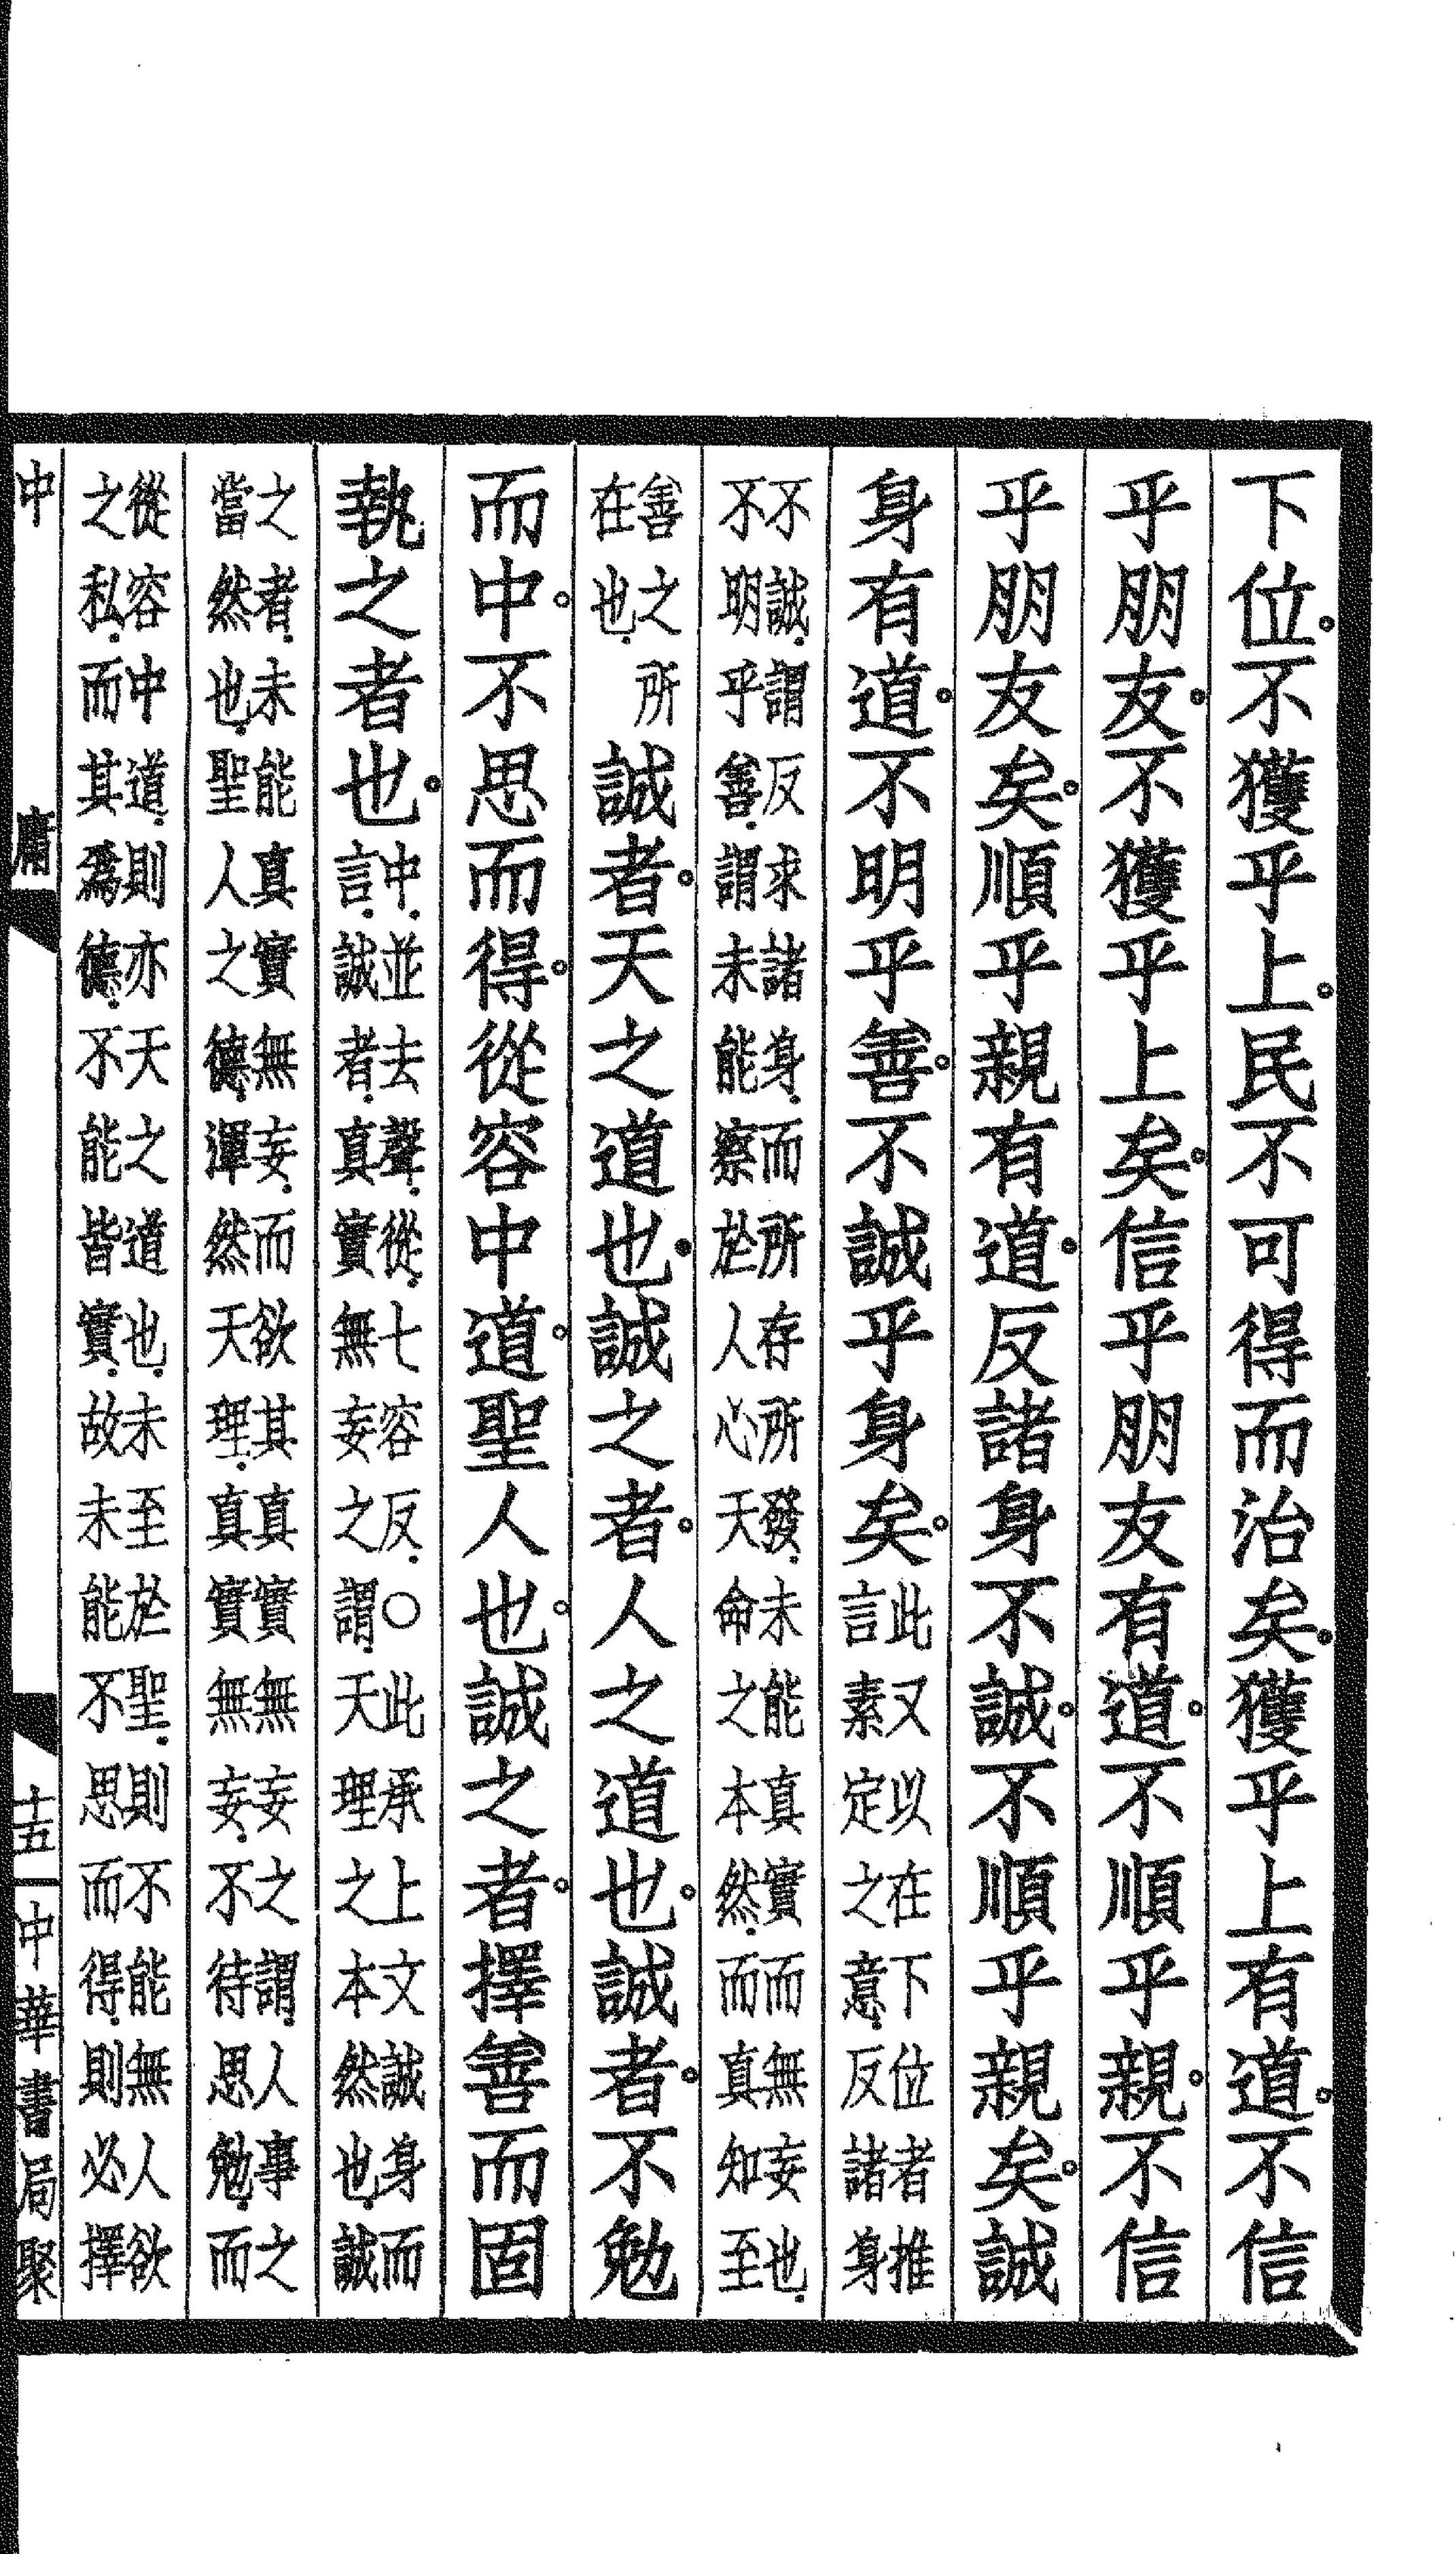 下位。不獲乎上。民不可得而治矣。獲乎上有道。不信
乎朋友。不獲乎上矣。信乎朋友有道。不順乎親。不信
乎朋友矣。順乎親有道。反諸身不誠。不順乎親矣。誠
身有道。不明乎善。不誠乎身矣。
此又以在下位者推
言素定之意。反諸身
不誠。謂反求諸身。而所存所發。未能真實而無妄也。
不明乎善。謂未能察於人心天命之本然。而真知至
善之所
在也。
誠者。天之道也。誠之者。人之道也。誠者。不勉
而中。不思而得。從容中道。聖人也。誠之者。擇善而固
執之者也。
中。並去聲。從。七容反。○此承上文誠身而
言。誠者。真實無妄之謂。天理之本然也。誠
之者。未能真實無妄。而欲其真實無妄之謂。人事之
當然也。聖人之德。渾然天理。真實無妄。不待思勉。而
從容中道。則亦天之道也。未至於聖。則不能無人欲
之私。而其爲德。不能皆實。故未能不思而得。則必擇
中庸
十五
中華書局聚